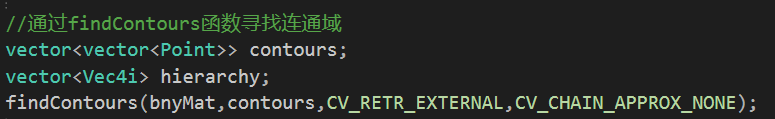 //通过findContours函数寻找连通域
vector<vector<Point>> contours;
vector<Vec4i> hierarchy;
findContours(bnyMat,contours,CV_RETR_EXTERNAL,CV_CHAIN_APPROX_NONE);